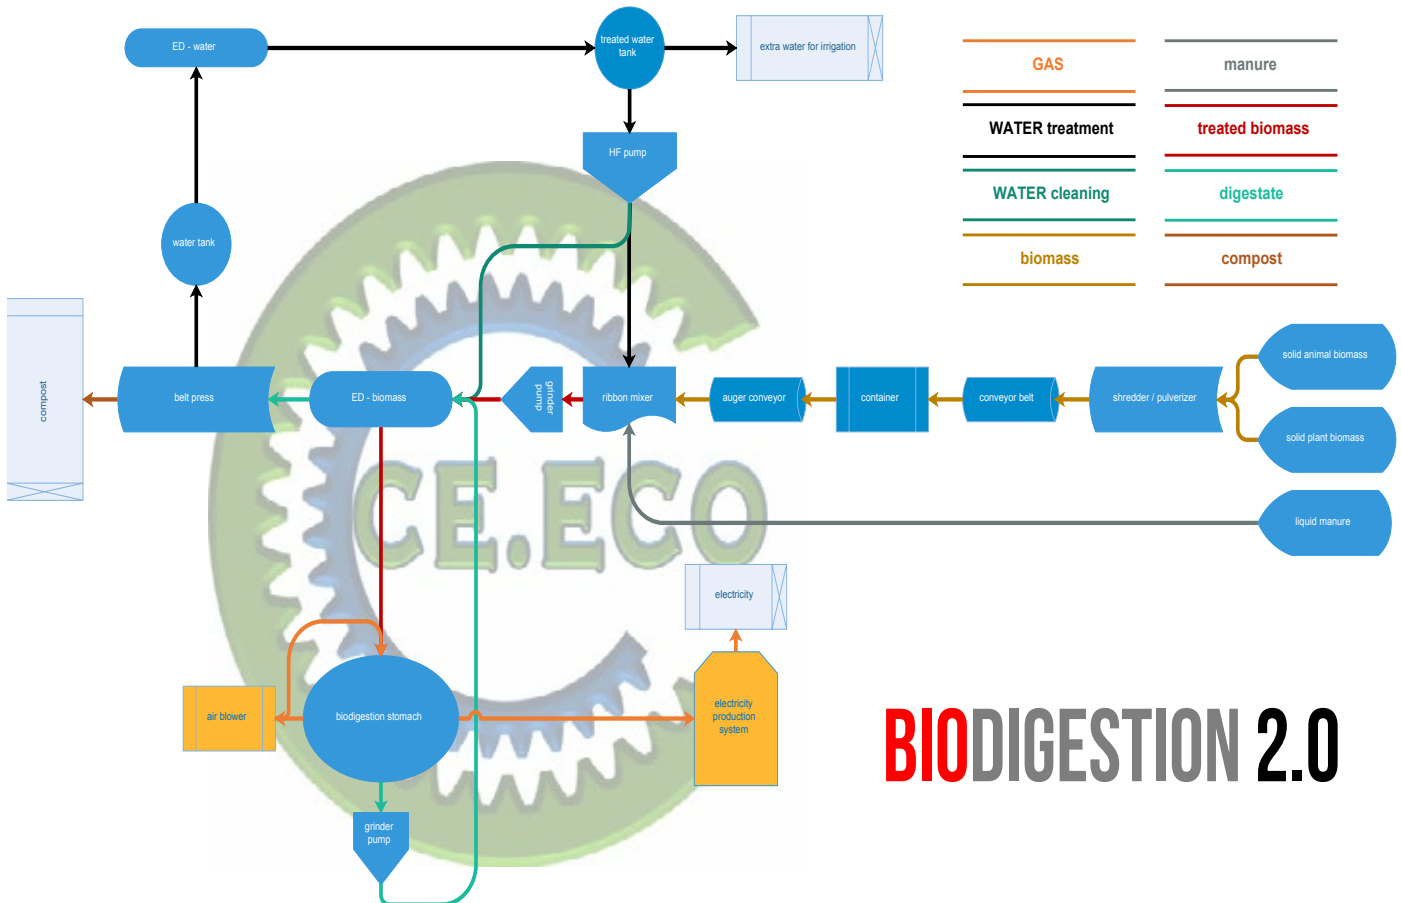 ED - water
treated water
tank
extra water for irrigation
GAS
manure
WATER treatment
treated biomass
HF pump
WATER cleaning
digestate
water tank
biomass
compost
compost
belt press
ED - biomass
grinder
pump
ribbon mixer
auger conveyor
container
conveyor belt
shredder / pulverizer
solid animal biomass
solid plant biomass
liquid manure
CE.ECO
electricity
air blower
biodigestion stomach
electricity
production
system
BIODIGESTION 2.0
grinder
pump